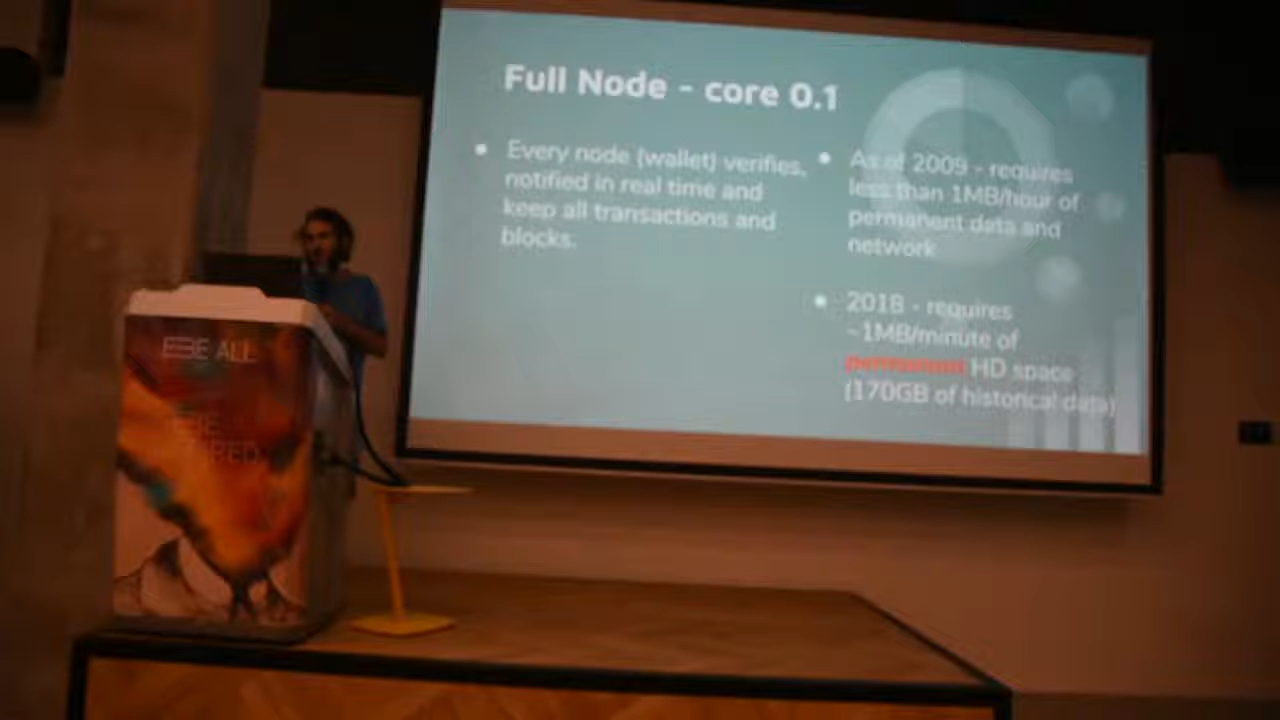 Full Node - core 0.1
Every node (wallet) verifies,
notified in real time and
keep all transactions and
blocks.
As of 2009 - requires
less than 1MB/hour of
permanent data and
network
2018 - requires
~1MB/minute of
permanent HD space
(170GB of historical data)
BE ALL
BE